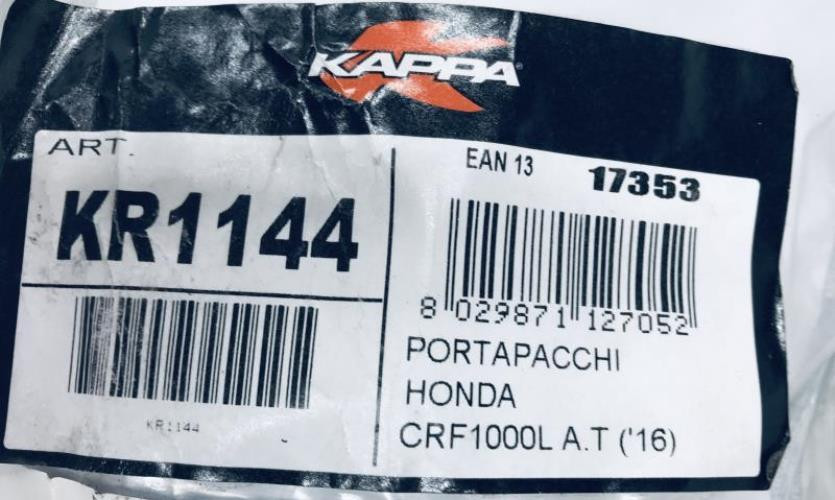 KAPPA
ART.
KR1144
KR1144
EAN 13 17353
8 029871 127052
PORTAPACCHI
HONDA
CRF1000L A.T ('16)